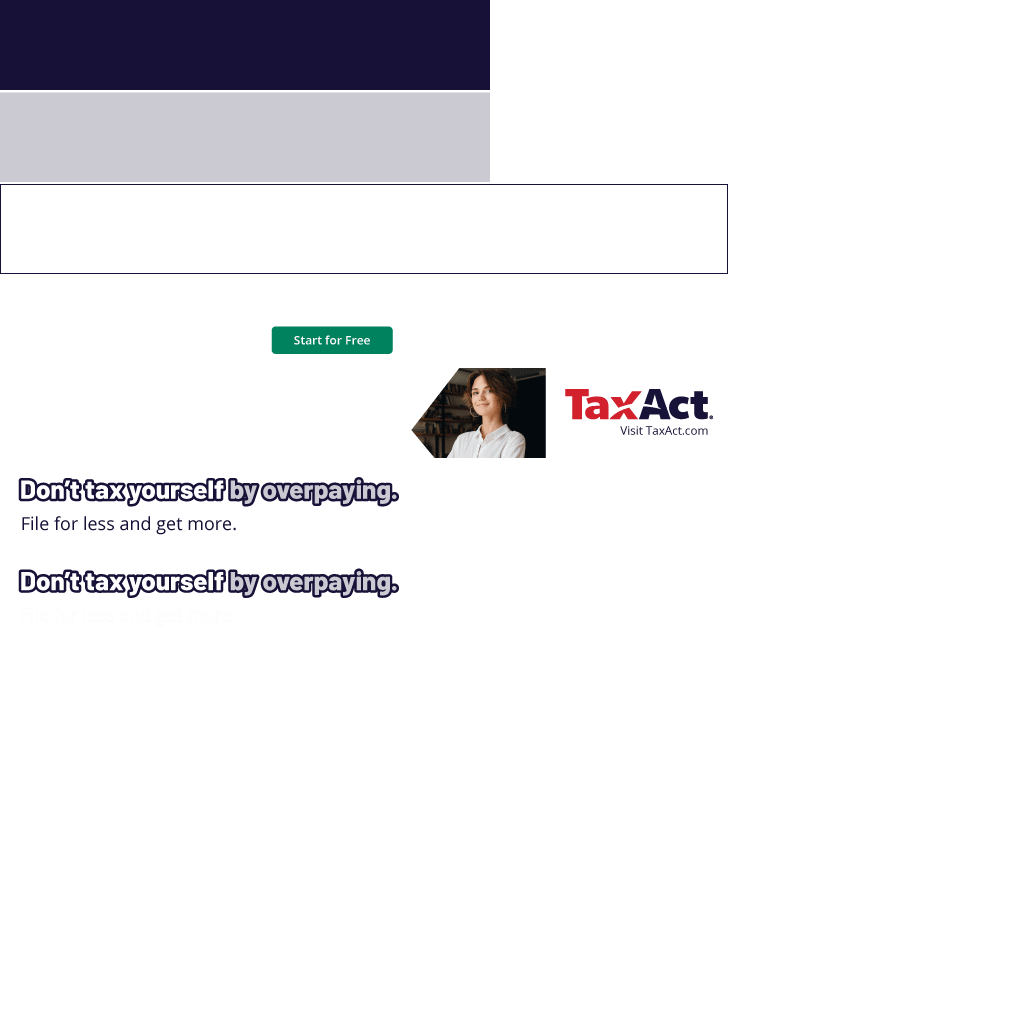 Start for Free
TaxAct.
Visit TaxAct.com
Don't tax yourself by overpaying.
File for less and get more.
Don't tax yourself by overpaying.
File for less and get more.